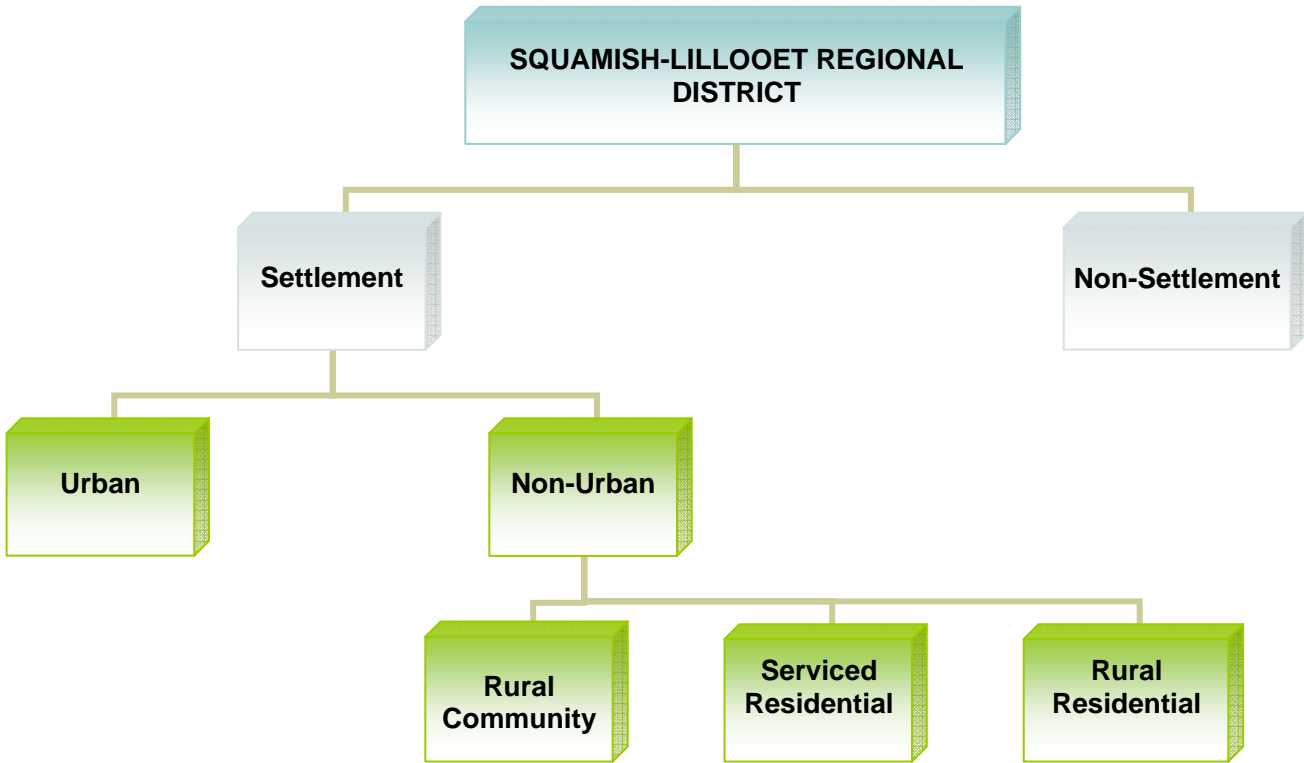 SQUAMISH-LILLOOET REGIONAL
DISTRICT
Settlement
Non-Settlement
Urban
Non-Urban
Rural
Community
Serviced
Residential
Rural
Residential